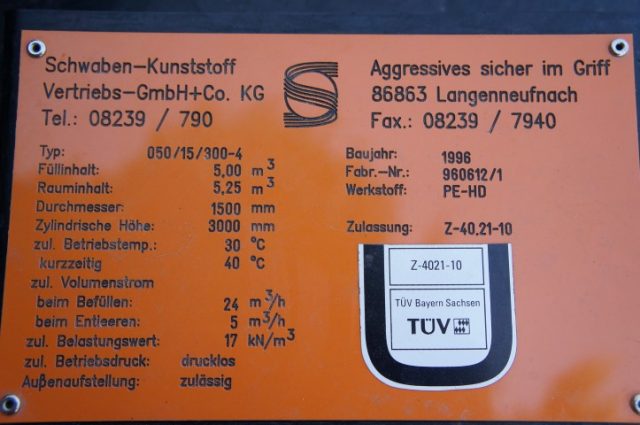 Schwaben-Kunststoff
Vertriebs-GmbH+Co. KG
Tel.: 08239 / 790
Aggressives sicher im Griff
86863 Langenneufnach
Fax.: 08239 / 7940
Typ: 050/15/300-4
Füllinhalt: 5,00 m³
Rauminhalt: 5,25 m³
Durchmesser: 1500 mm
Zylindrische Höhe: 3000 mm
zul. Betriebstemp.: 30 °C
kurzzeitig 40 °C
zul. Volumenstrom
beim Befüllen: 24 m³/h
beim Entleeren: 5 m³/h
zul. Belastungswert: 17 kN/m³
zul. Betriebsdruck: drucklos
Außenaufstellung: zulässig
Baujahr: 1996
Fabr.-Nr.: 960612/1
Werkstoff: PE-HD
Zulassung: Z-40.21-10
Z-4021-10
TÜV Bayern Sachsen
TÜV